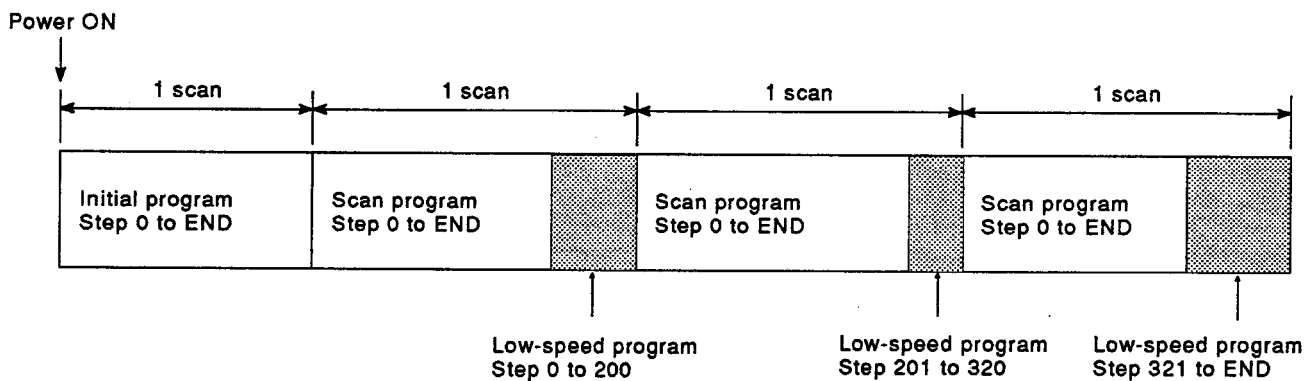 Power ON
1 scan
1 scan
1 scan
1 scan
Initial program
Step 0 to END
Scan program
Step 0 to END
Scan program
Step 0 to END
Scan program
Step 0 to END
Low-speed program
Step 0 to 200
Low-speed program
Step 201 to 320
Low-speed program
Step 321 to END